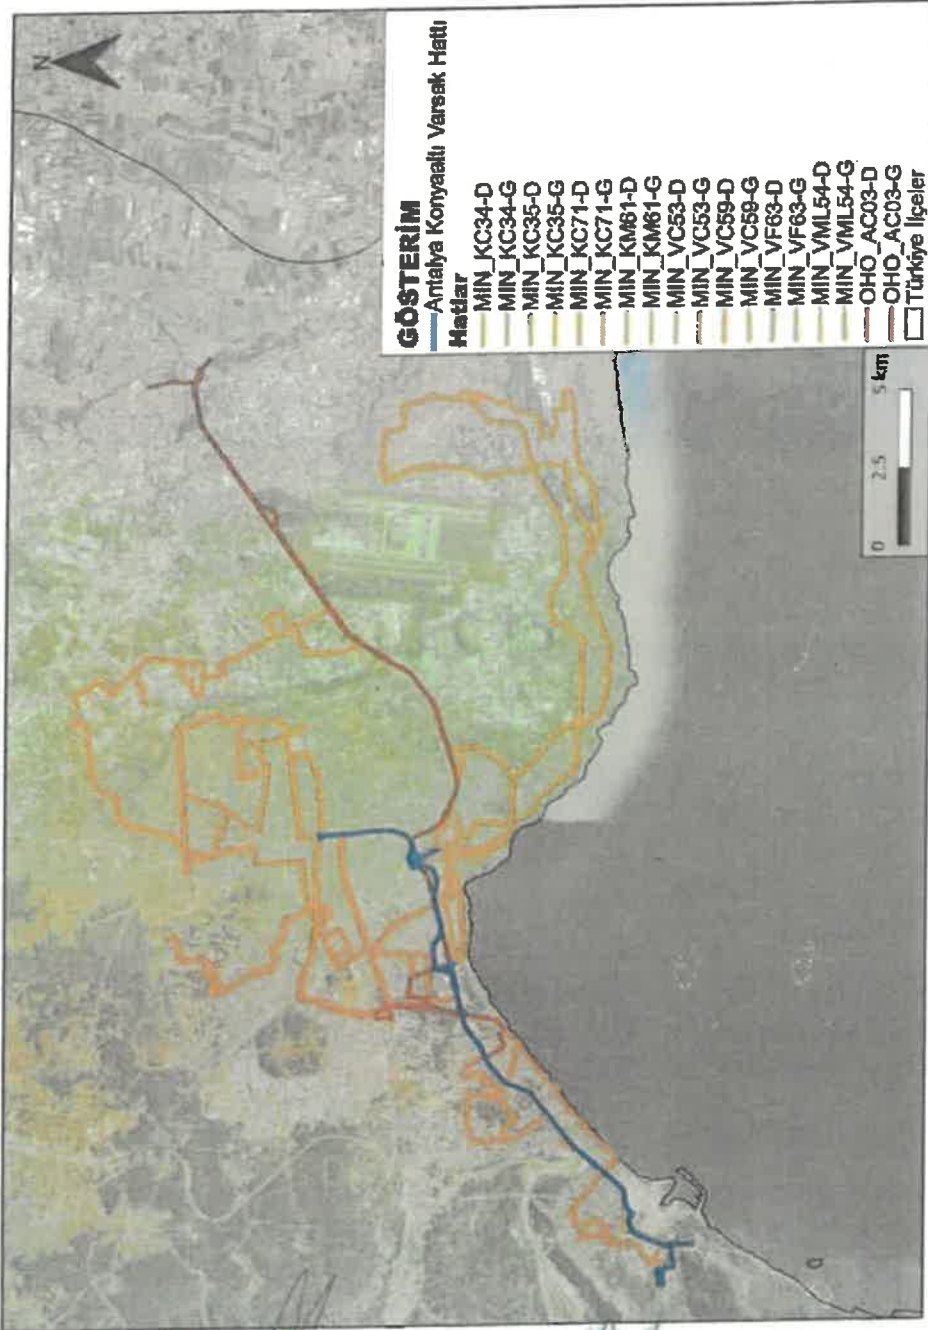 N
GÖSTERİM
Antalya Konyaaltı Varsak Hattı
Hatlar
MIN_KC34-D
MIN_KC34-G
MIN_KC35-D
MIN_KC35-G
MIN_KC71-D
MIN_KC71-G
MIN_KM61-D
MIN_KM61-G
MIN_VC53-D
MIN_VC53-G
MIN_VC59-D
MIN_VC59-G
MIN_VF63-D
MIN_VF63-G
MIN_VML54-D
MIN_VML54-G
OHO_AC03-D
OHO_AC03-G
Türkiye İlçeler
0 2.5 5 km